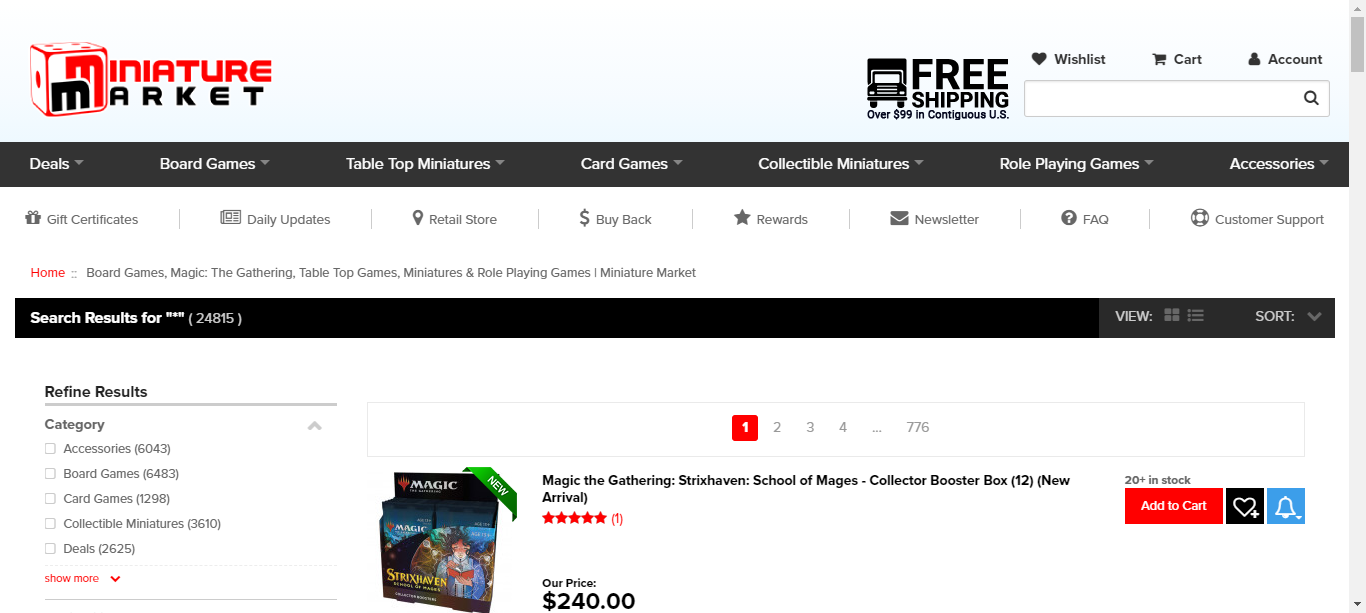 MINIATURE
MARKET
FREE
SHIPPING
Over $99 in Contiguous U.S.
Wishlist
Cart
Account
Deals
Board Games
Table Top Miniatures
Card Games
Collectible Miniatures
Role Playing Games
Accessories
Gift Certificates
Daily Updates
Retail Store
Buy Back
Rewards
Newsletter
FAQ
Customer Support
Home :: Board Games, Magic: The Gathering, Table Top Games, Miniatures & Role Playing Games | Miniature Market
Search Results for "*" ( 24815 )
VIEW:
SORT:
Refine Results
Category
Accessories (6043)
Board Games (6483)
Card Games (1298)
Collectible Miniatures (3610)
Deals (2625)
show more
1 2 3 4 ... 776
NEW
MAGIC
THE GATHERING
MAGIC
STRIXHAVEN
SCHOOL OF MAGES
COLLECTOR BOOSTERS
Magic the Gathering: Strixhaven: School of Mages - Collector Booster Box (12) (New
Arrival)
(1)
Our Price:
$240.00
20+ in stock
Add to Cart